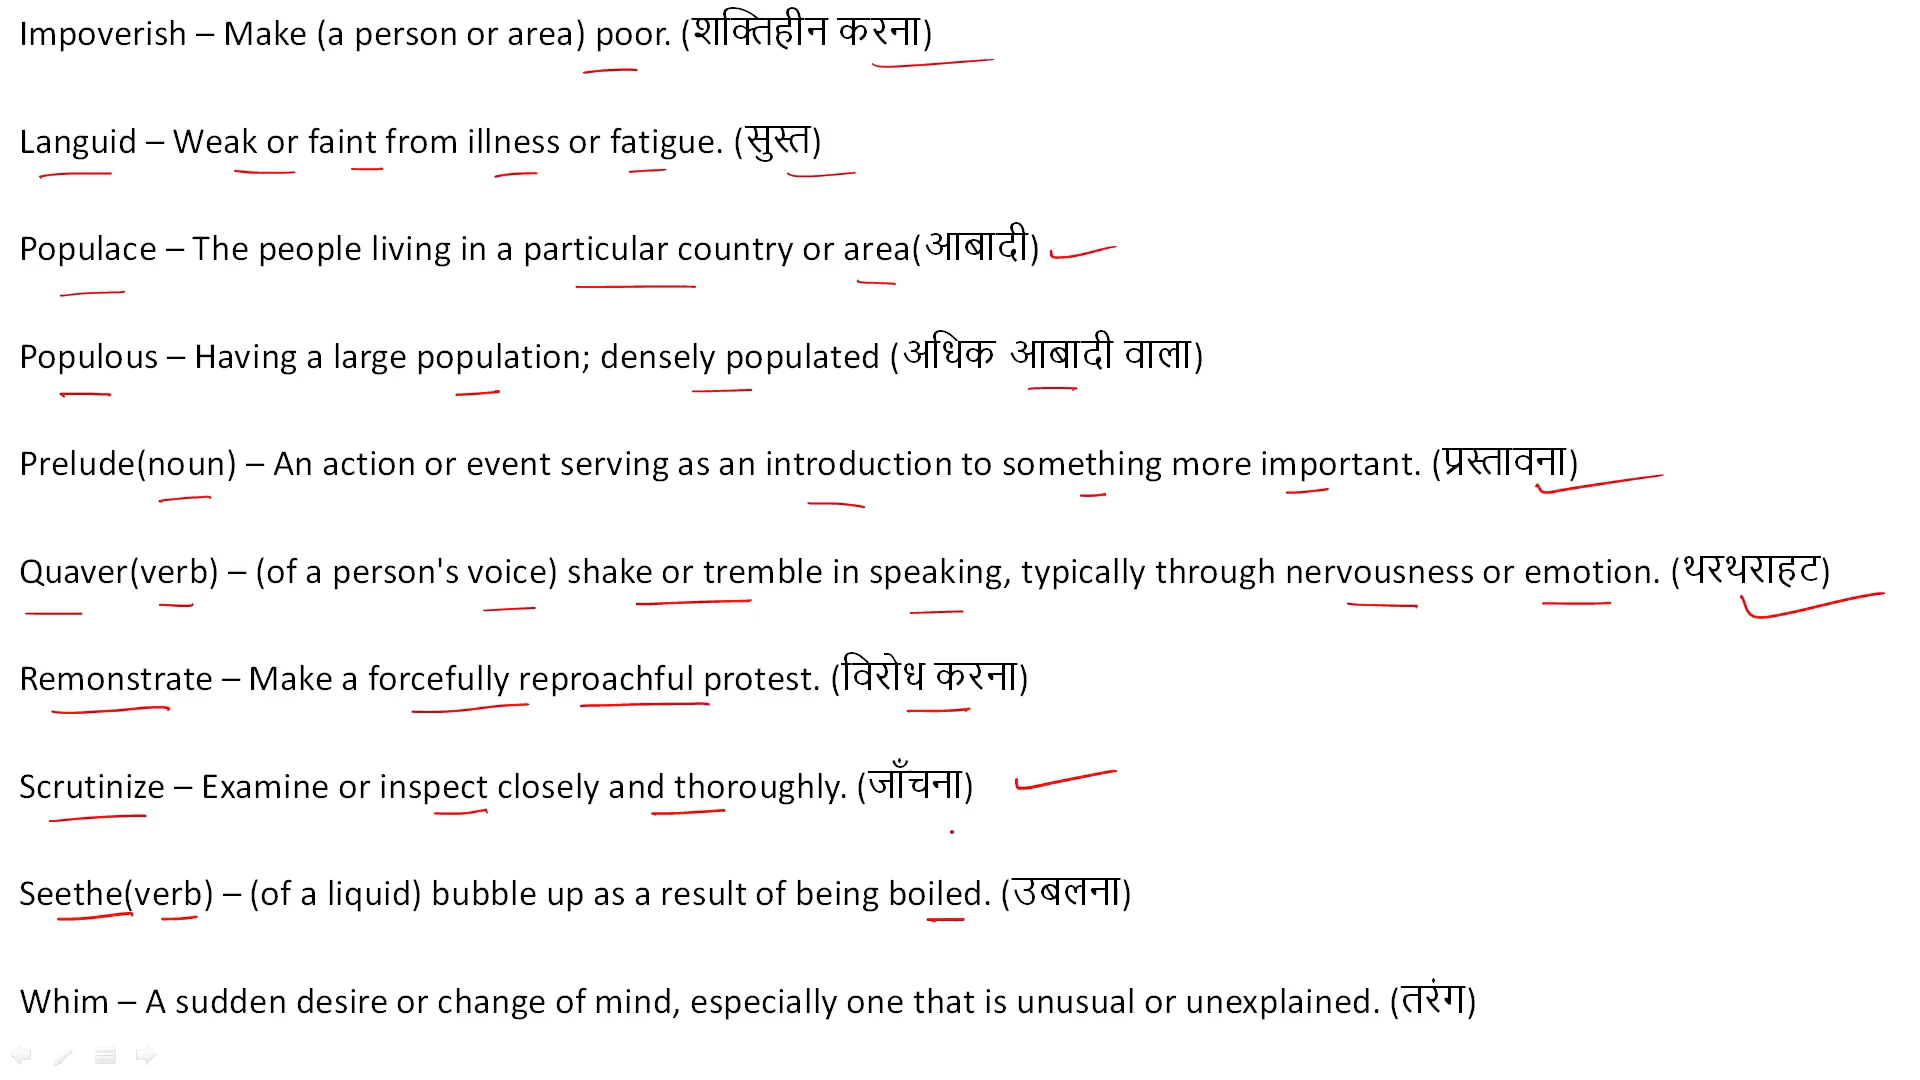 Impoverish – Make (a person or area) poor. (शक्तिहीन करना)
Languid – Weak or faint from illness or fatigue. (सुस्त)
Populace – The people living in a particular country or area(आबादी)
Populous – Having a large population; densely populated (अधिक आबादी वाला)
Prelude(noun) – An action or event serving as an introduction to something more important. (प्रस्तावना)
Quaver(verb) – (of a person's voice) shake or tremble in speaking, typically through nervousness or emotion. (थरथराहट)
Remonstrate – Make a forcefully reproachful protest. (विरोध करना)
Scrutinize – Examine or inspect closely and thoroughly. (जाँचना)
Seethe(verb) – (of a liquid) bubble up as a result of being boiled. (उबलना)
Whim – A sudden desire or change of mind, especially one that is unusual or unexplained. (तरंग)